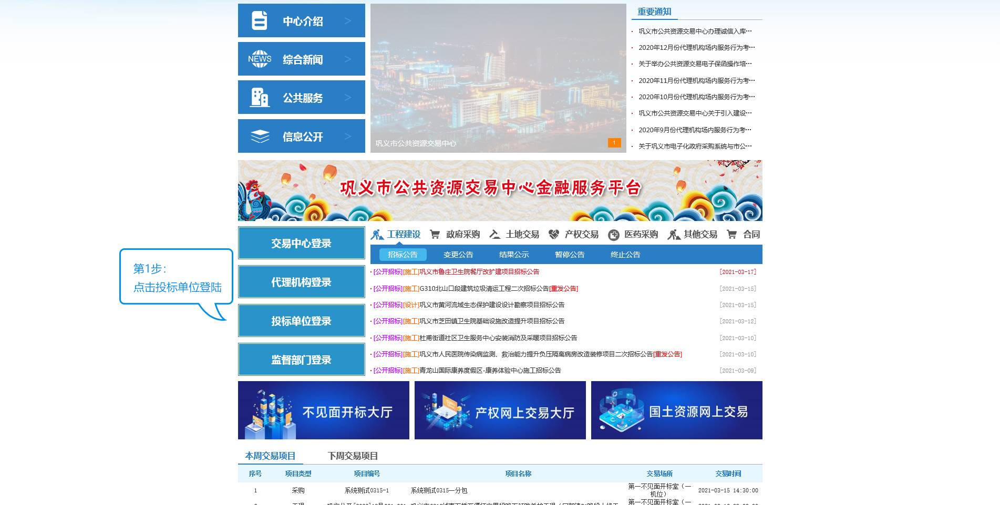 中心介绍 >
NEWS 综合新闻 >
公共服务 >
信息公开 >
巩义市公共资源交易中心
1
重要通知
· 巩义市公共资源交易中心办理诚信入库···
· 2020年12月份代理机构场内服务行为考···
· 关于举办公共资源交易电子保函操作培···
· 2020年11月份代理机构场内服务行为考···
· 2020年10月份代理机构场内服务行为考···
· 巩义市公共资源交易中心关于引入建设···
· 2020年9月份代理机构场内服务行为考···
· 关于巩义市电子化政府采购系统与市公···
巩义市公共资源交易中心金融服务平台
第1步：
点击投标单位登陆
交易中心登录
代理机构登录
投标单位登录
监督部门登录
工程建设 政府采购 土地交易 产权交易 医药采购 其他交易 合同
招标公告 变更公告 结果公示 暂停公告 终止公告
· [公开招标][施工]巩义市鲁庄卫生院餐厅改扩建项目招标公告 [2021-03-17]
· [公开招标][施工]G310北山口段建筑垃圾清运工程二次招标公告[重发公告] [2021-03-15]
· [公开招标][设计]巩义市黄河流域生态保护建设设计勘察项目招标公告 [2021-03-15]
· [公开招标][施工]巩义市芝田镇卫生院基础设施改造提升项目招标公告 [2021-03-12]
· [公开招标][施工]杜甫街道社区卫生服务中心安装消防及采暖项目招标公告 [2021-03-10]
· [公开招标][施工]巩义市人民医院传染病监测、救治能力提升负压隔离病房改造装修项目二次招标公告[重发公告] [2021-03-10]
· [公开招标][施工]青龙山国际康养度假区-康养体验中心施工招标公告 [2021-03-09]
不见面开标大厅
产权网上交易大厅
国土资源网上交易
本周交易项目 下周交易项目
序号 项目类型 项目编号 项目名称 交易场所 交易时间
1 采购 系统测试0315-1 系统测试0315—分包 第一不见面开标室（一机位） 2021-03-15 14:30:00
第一不见面开标室（一